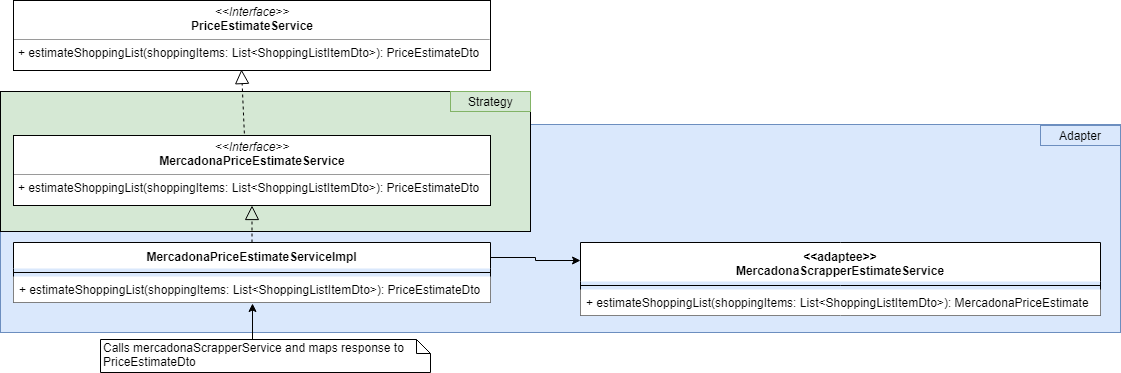 <<Interface>>
PriceEstimateService
+ estimateShoppingList(shoppingItems: List<ShoppingListItemDto>): PriceEstimateDto
Strategy
Adapter
<<Interface>>
MercadonaPriceEstimateService
+ estimateShoppingList(shoppingItems: List<ShoppingListItemDto>): PriceEstimateDto
MercadonaPriceEstimateServiceImpl
+ estimateShoppingList(shoppingItems: List<ShoppingListItemDto>): PriceEstimateDto
<<adaptee>>
MercadonaScrapperEstimateService
+ estimateShoppingList(shoppingItems: List<ShoppingListItemDto>): MercadonaPriceEstimate
Calls mercadonaScrapperService and maps response to
PriceEstimateDto